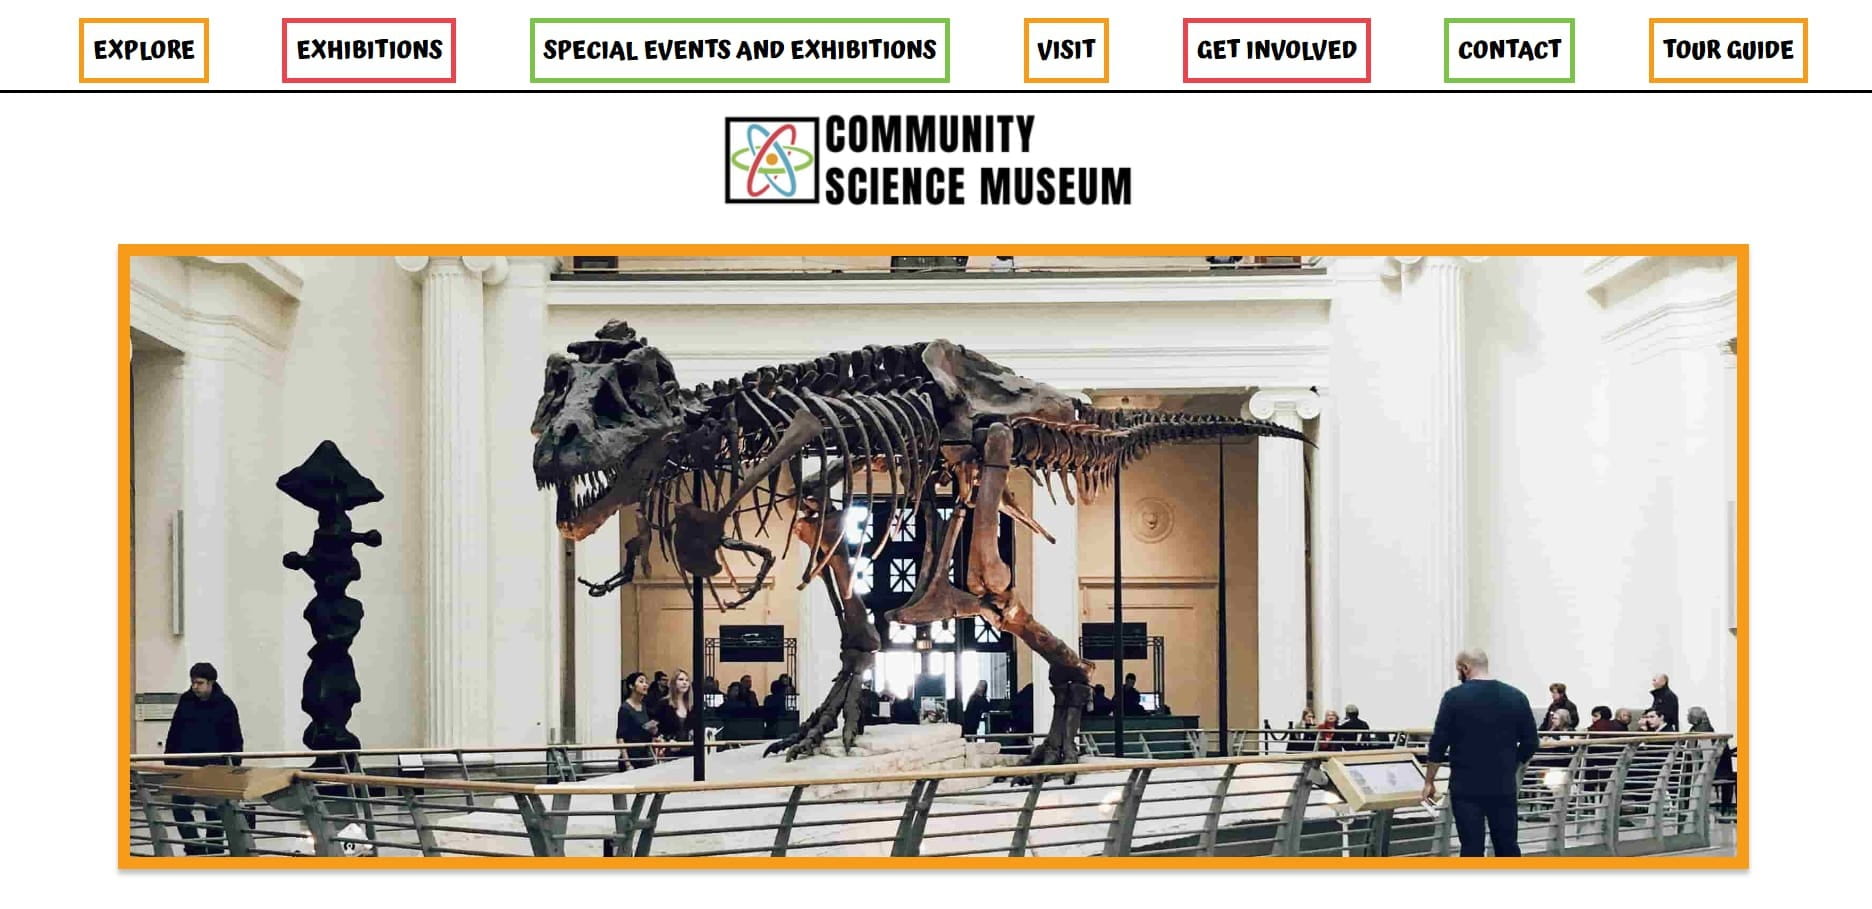 EXPLORE
EXHIBITIONS
SPECIAL EVENTS AND EXHIBITIONS
VISIT
GET INVOLVED
CONTACT
TOUR GUIDE
COMMUNITY
SCIENCE MUSEUM